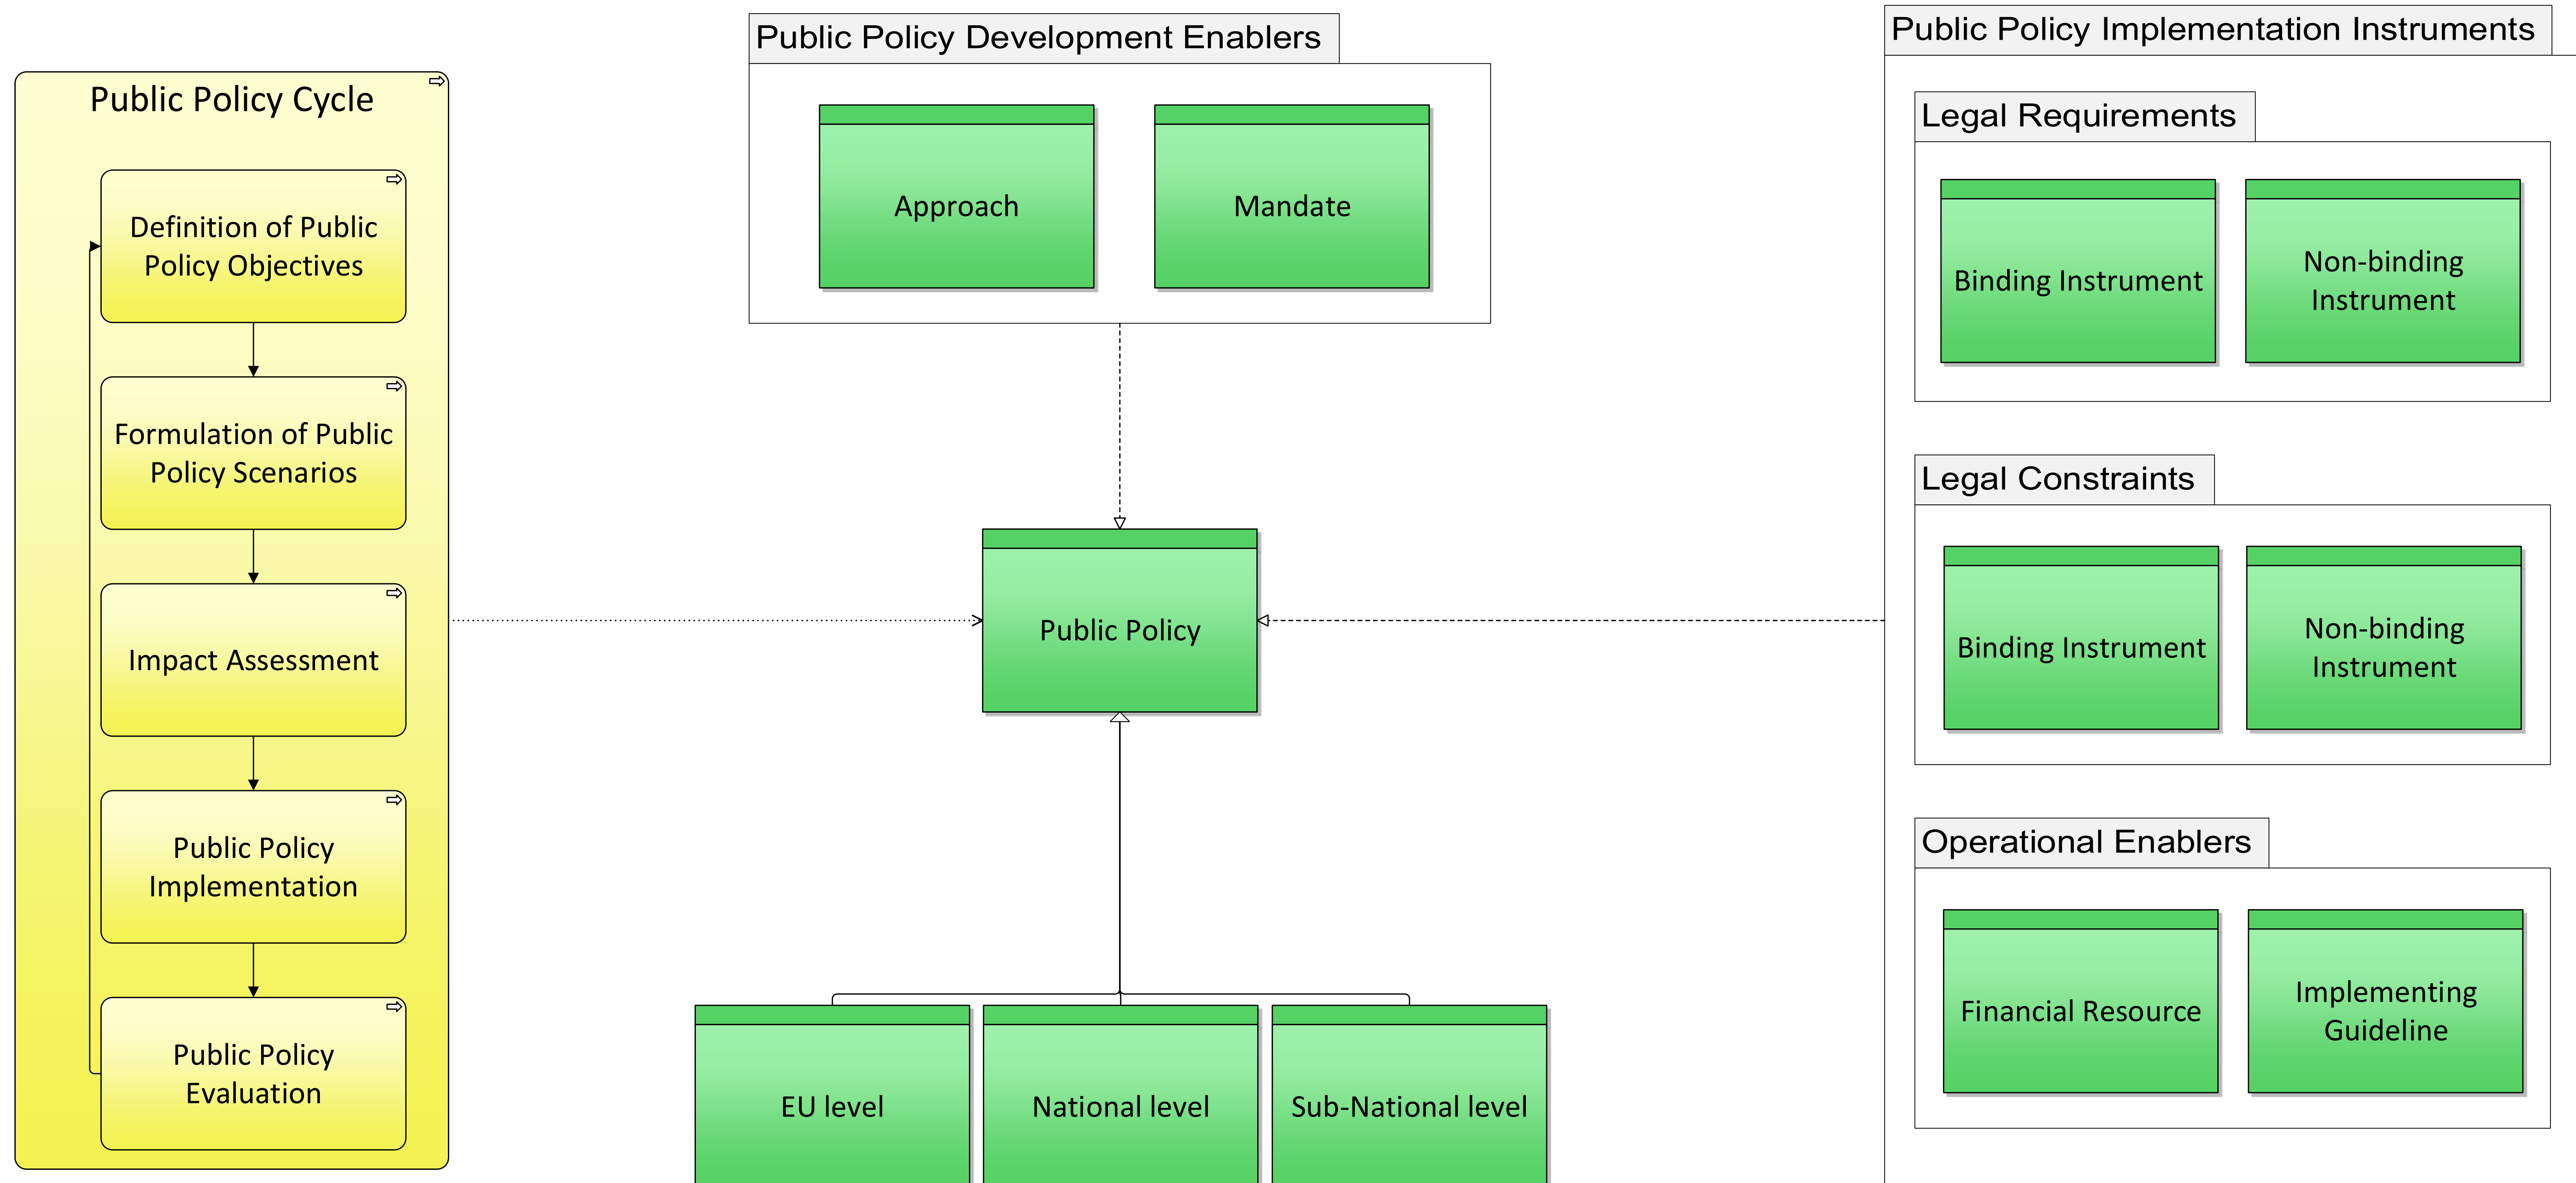 Public Policy Cycle
Definition of Public
Policy Objectives
Formulation of Public
Policy Scenarios
Impact Assessment
Public Policy
Implementation
Public Policy
Evaluation
Public Policy Development Enablers
Approach
Mandate
Public Policy
EU level
National level
Sub-National level
Public Policy Implementation Instruments
Legal Requirements
Binding Instrument
Non-binding
Instrument
Legal Constraints
Binding Instrument
Non-binding
Instrument
Operational Enablers
Financial Resource
Implementing
Guideline